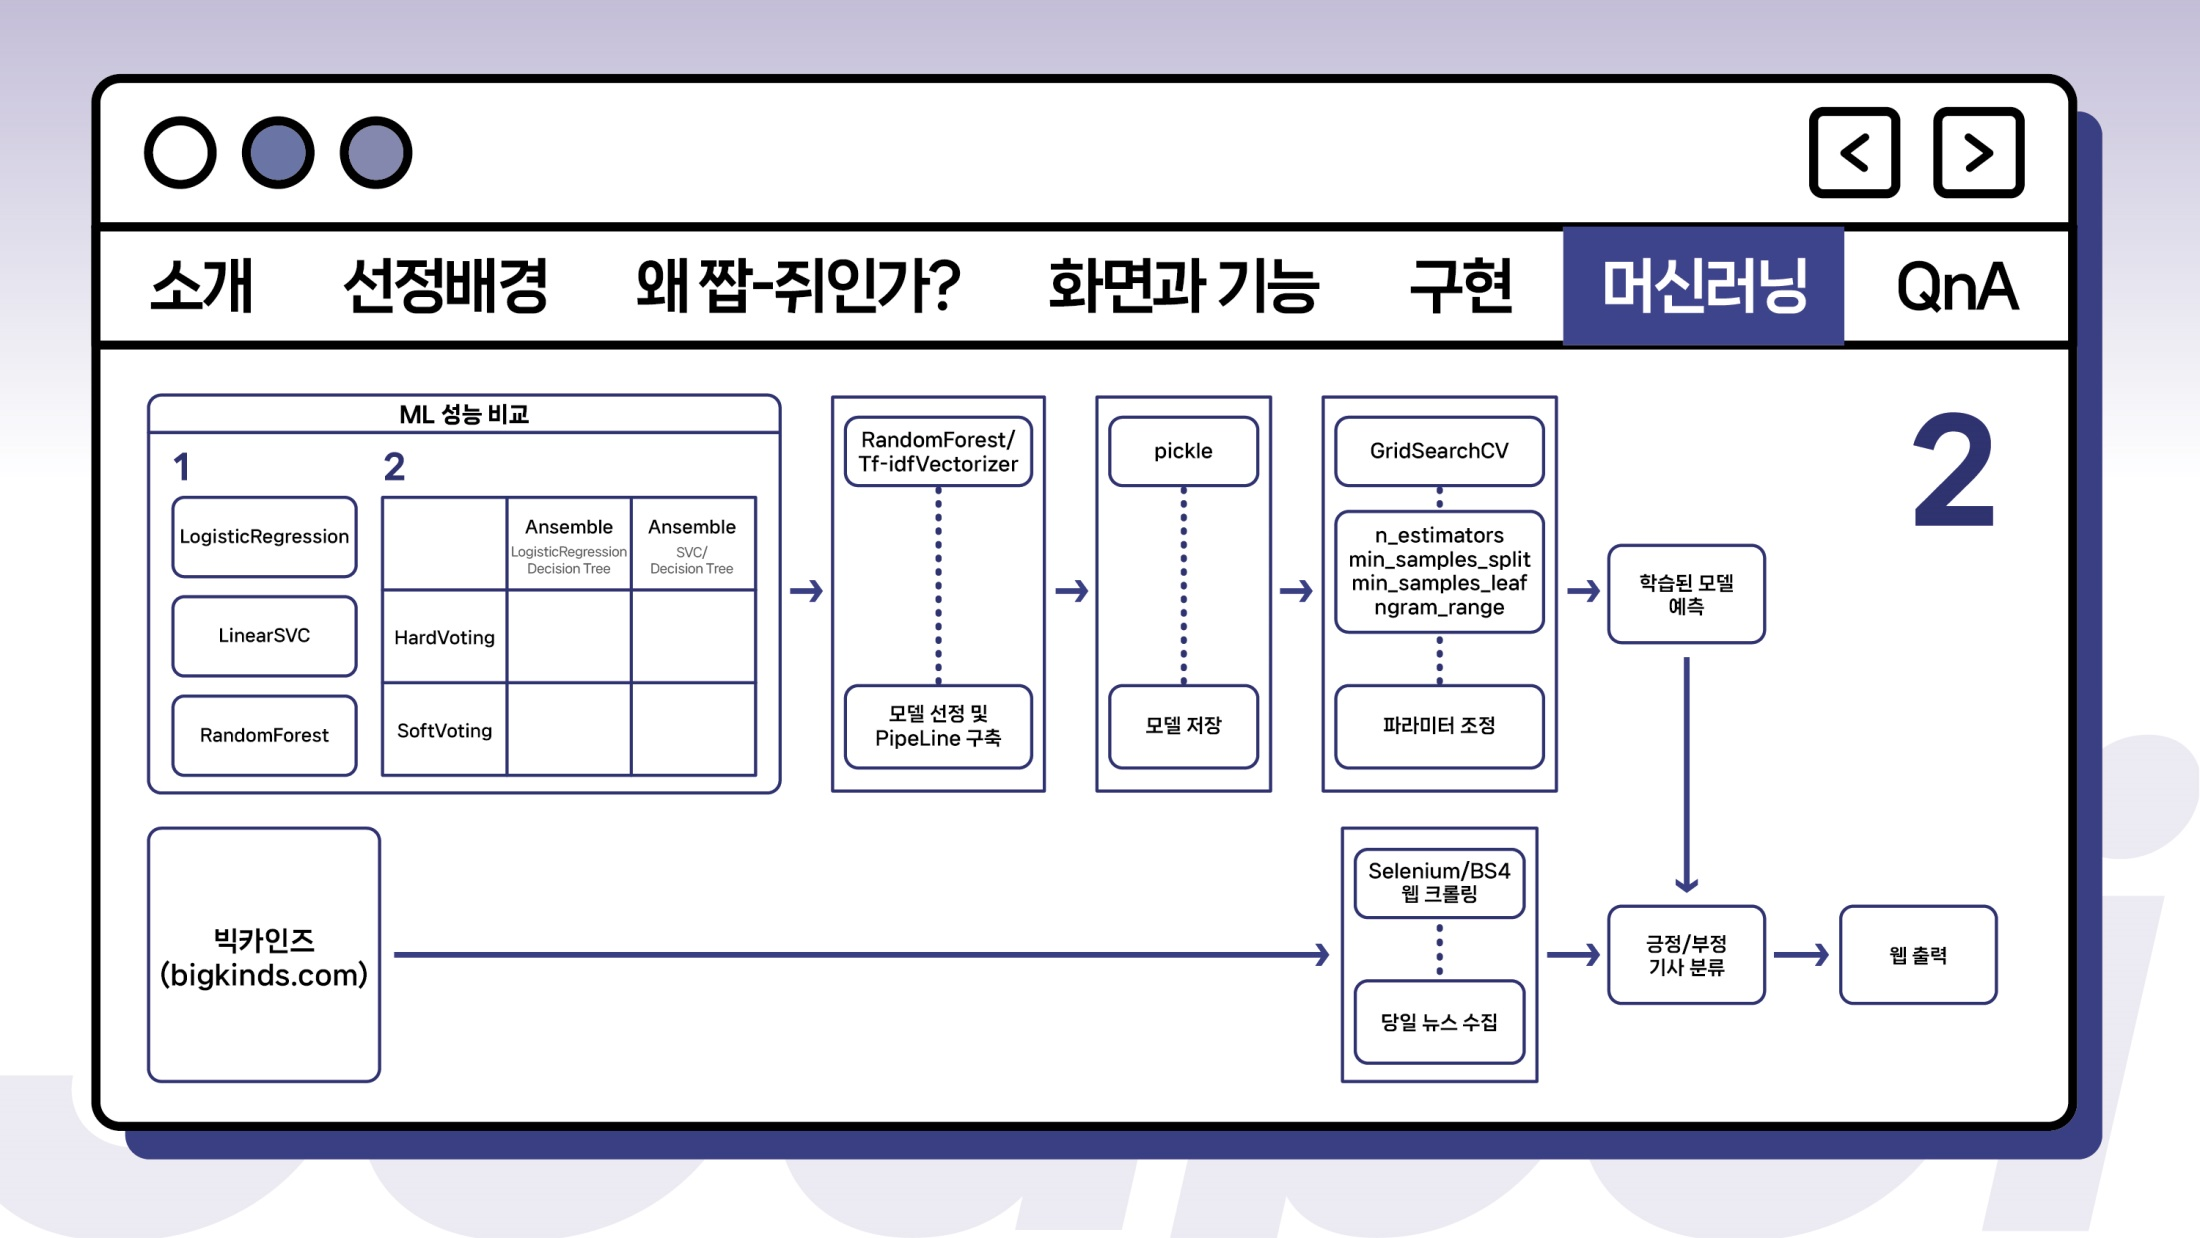 소개
선정배경
왜 짭-쥐인가?
화면과 기능
구현
머신러닝
QnA
2
ML 성능 비교
1
LogisticRegression
LinearSVC
RandomForest
2
Ansemble
LogisticRegression
Decision Tree
Ansemble
SVC/
Decision Tree
HardVoting
SoftVoting
RandomForest/
Tf-idfVectorizer
모델 선정 및
PipeLine 구축
pickle
모델 저장
GridSearchCV
n_estimators
min_samples_split
min_samples_leaf
ngram_range
파라미터 조정
학습된 모델
예측
빅카인즈
(bigkinds.com)
Selenium/BS4
웹 크롤링
당일 뉴스 수집
긍정/부정
기사 분류
웹 출력